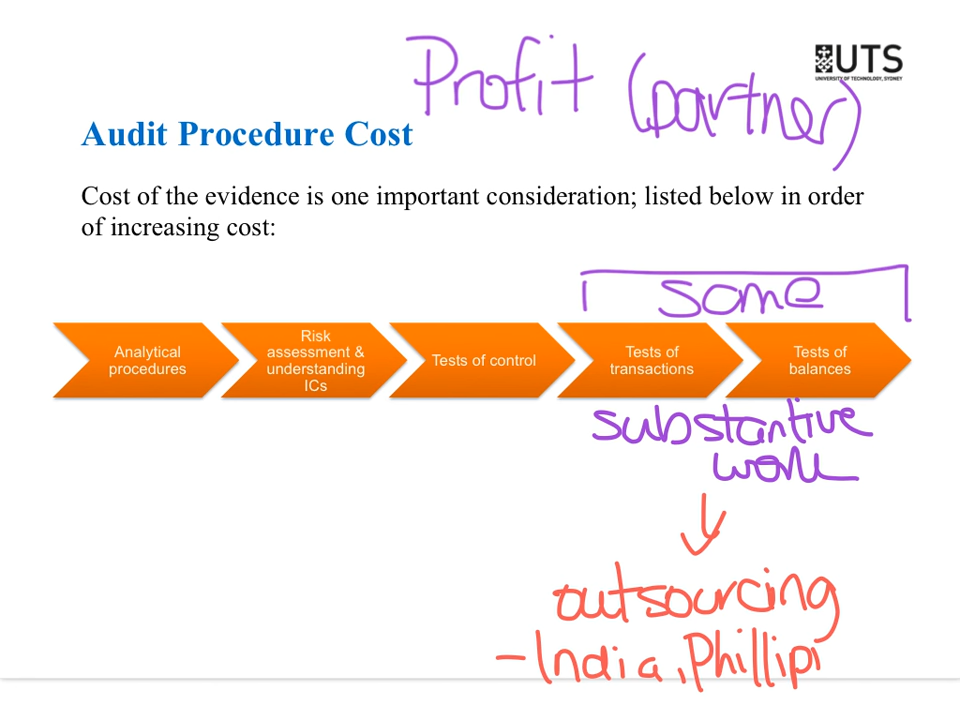 Profit (partner)
UTS
UNIVERSITY OF TECHNOLOGY, SYDNEY
Audit Procedure Cost
Cost of the evidence is one important consideration; listed below in order
of increasing cost:
some
Analytical
procedures
Risk
assessment &
understanding
ICs
Tests of control
Tests of
transactions
Tests of
balances
substantive
work
outsourcing
- India, Phillipi